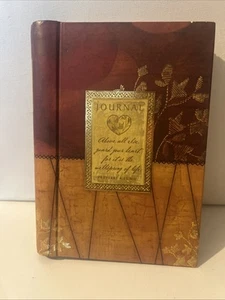 JOURNAL
Above all else
guard your heart
for it is the
wellspring of life.